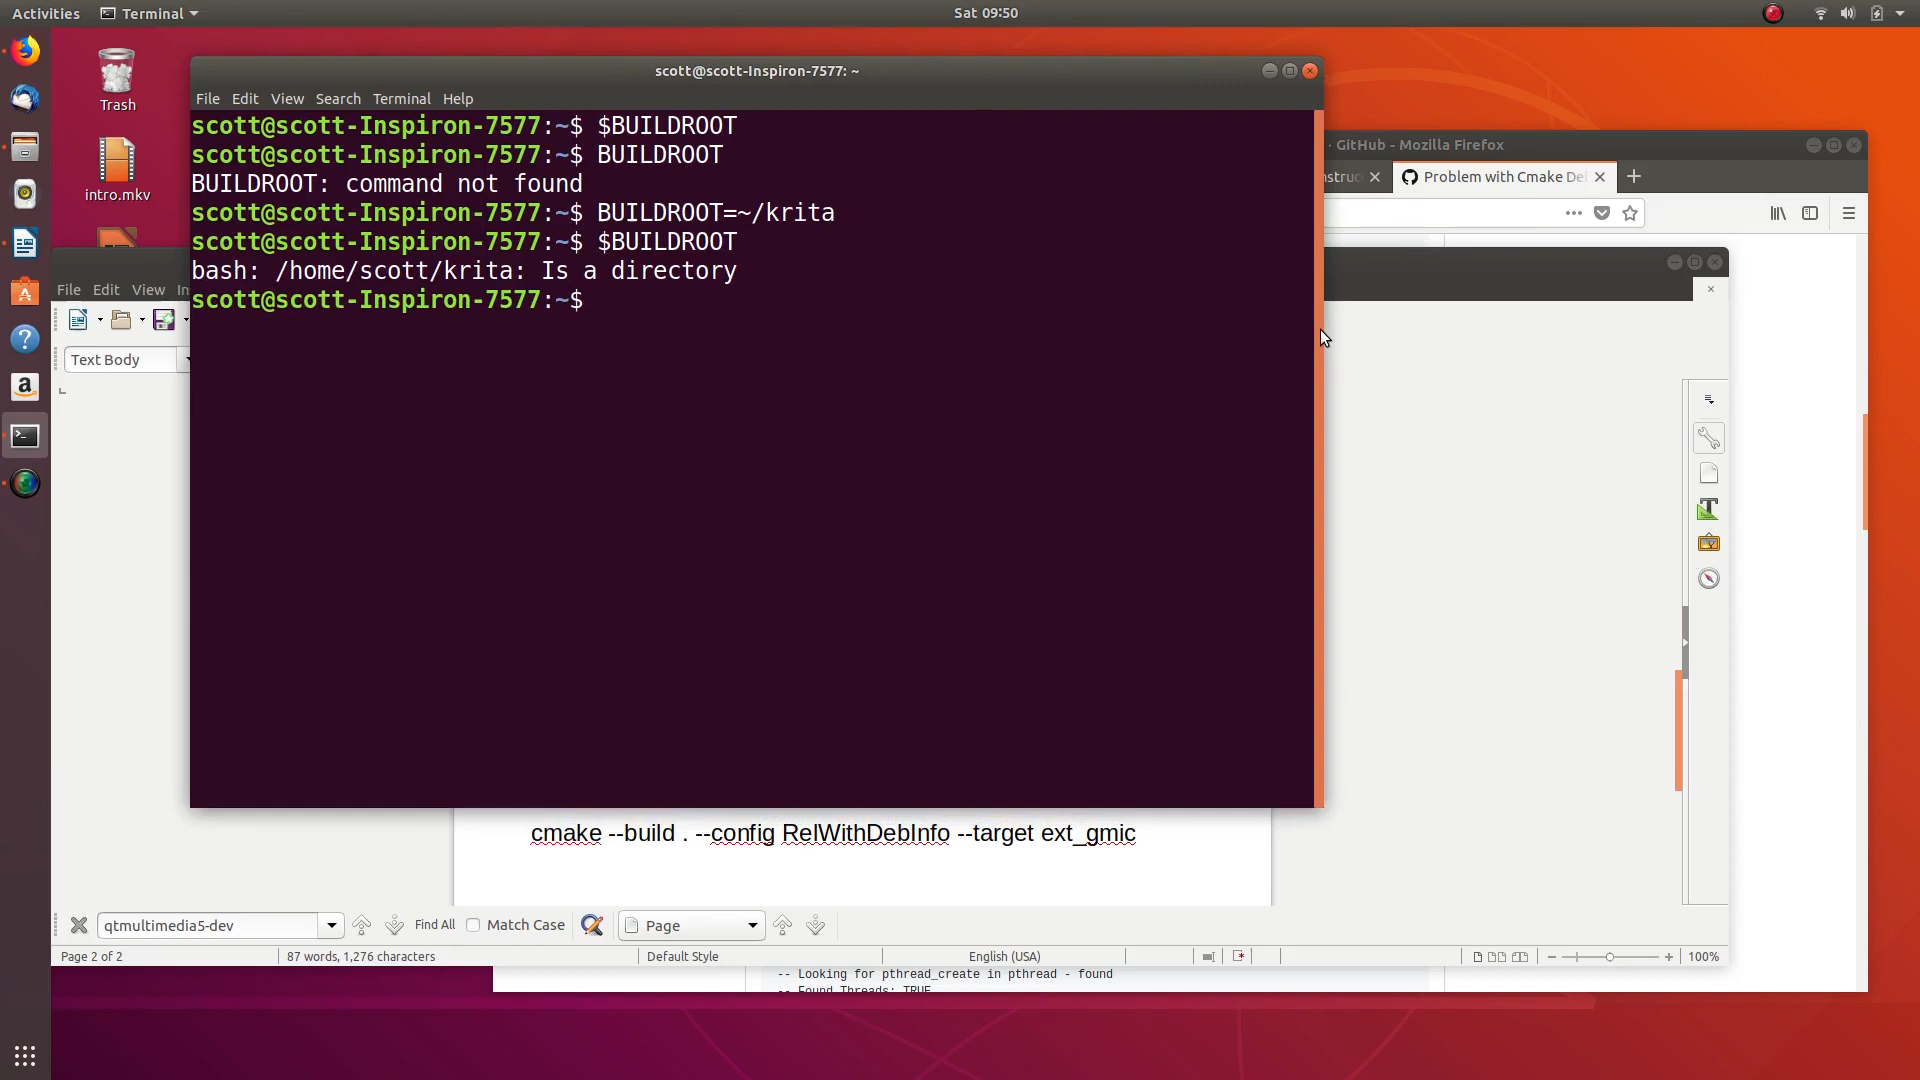 Activities Terminal Sat 09:50
Trash
intro.mkv
scott@scott-Inspiron-7577: ~
File Edit View Search Terminal Help
scott@scott-Inspiron-7577:~$ $BUILDROOT
scott@scott-Inspiron-7577:~$ BUILDROOT
BUILDROOT: command not found
scott@scott-Inspiron-7577:~$ BUILDROOT=~/krita
scott@scott-Inspiron-7577:~$ $BUILDROOT
bash: /home/scott/krita: Is a directory
scott@scott-Inspiron-7577:~$
· GitHub - Mozilla Firefox
Problem with Cmake De
File Edit View In
Text Body
cmake --build . --config RelWithDebInfo --target ext_gmic
qtmultimedia5-dev Find All Match Case Page
Page 2 of 2 87 words, 1,276 characters Default Style English (USA) 100%
-- Looking for pthread_create in pthread - found
-- Found Threads: TRUE